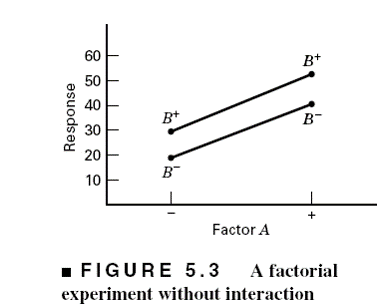 60
50
40
30
20
10
Response
B+
B−
B+
B−
− +
Factor A
■ FIGURE 5.3 A factorial
experiment without interaction